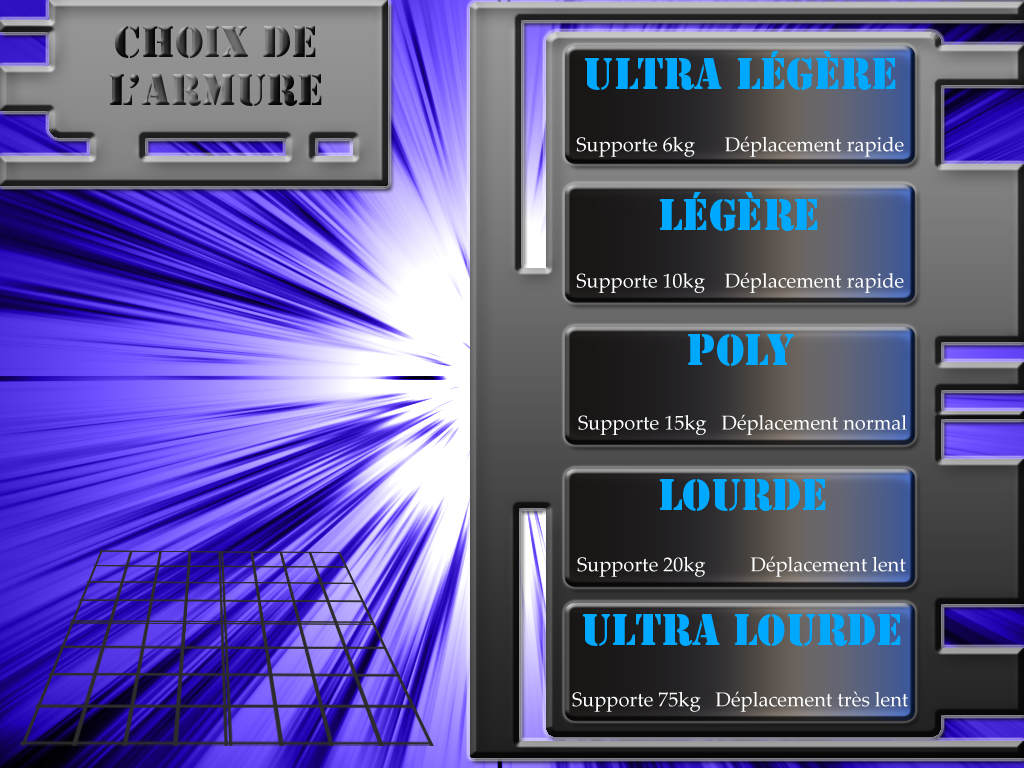 CHOIX DE
L'ARMURE
ULTRA LÉGÈRE
Supporte 6kg Déplacement rapide
LÉGÈRE
Supporte 10kg Déplacement rapide
POLY
Supporte 15kg Déplacement normal
LOURDE
Supporte 20kg Déplacement lent
ULTRA LOURDE
Supporte 75kg Déplacement très lent